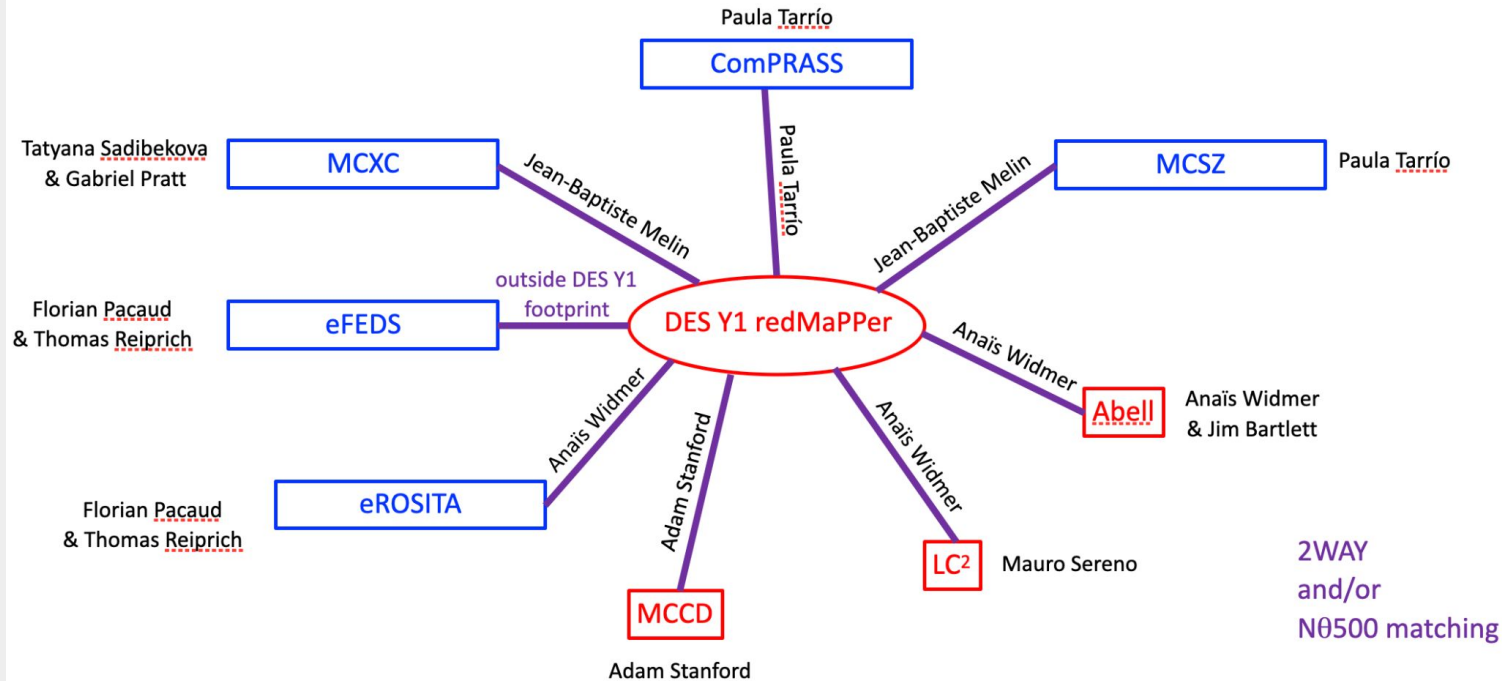 Paula Tarrío
ComPRASS
Paula Tarrío
Tatyana Sadibekova
& Gabriel Pratt
MCXC
Jean-Baptiste Melin
Jean-Baptiste Melin
MCSZ
Paula Tarrío
Florian Pacaud
& Thomas Reiprich
eFEDS
outside DES Y1
footprint
DES Y1 redMaPPer
Anaïs Widmer
Abell
Anaïs Widmer
& Jim Bartlett
Florian Pacaud
& Thomas Reiprich
eROSITA
Anaïs Widmer
Adam Stanford
MCCD
Adam Stanford
Anaïs Widmer
LC²
Mauro Sereno
2WAY
and/or
Nθ500 matching